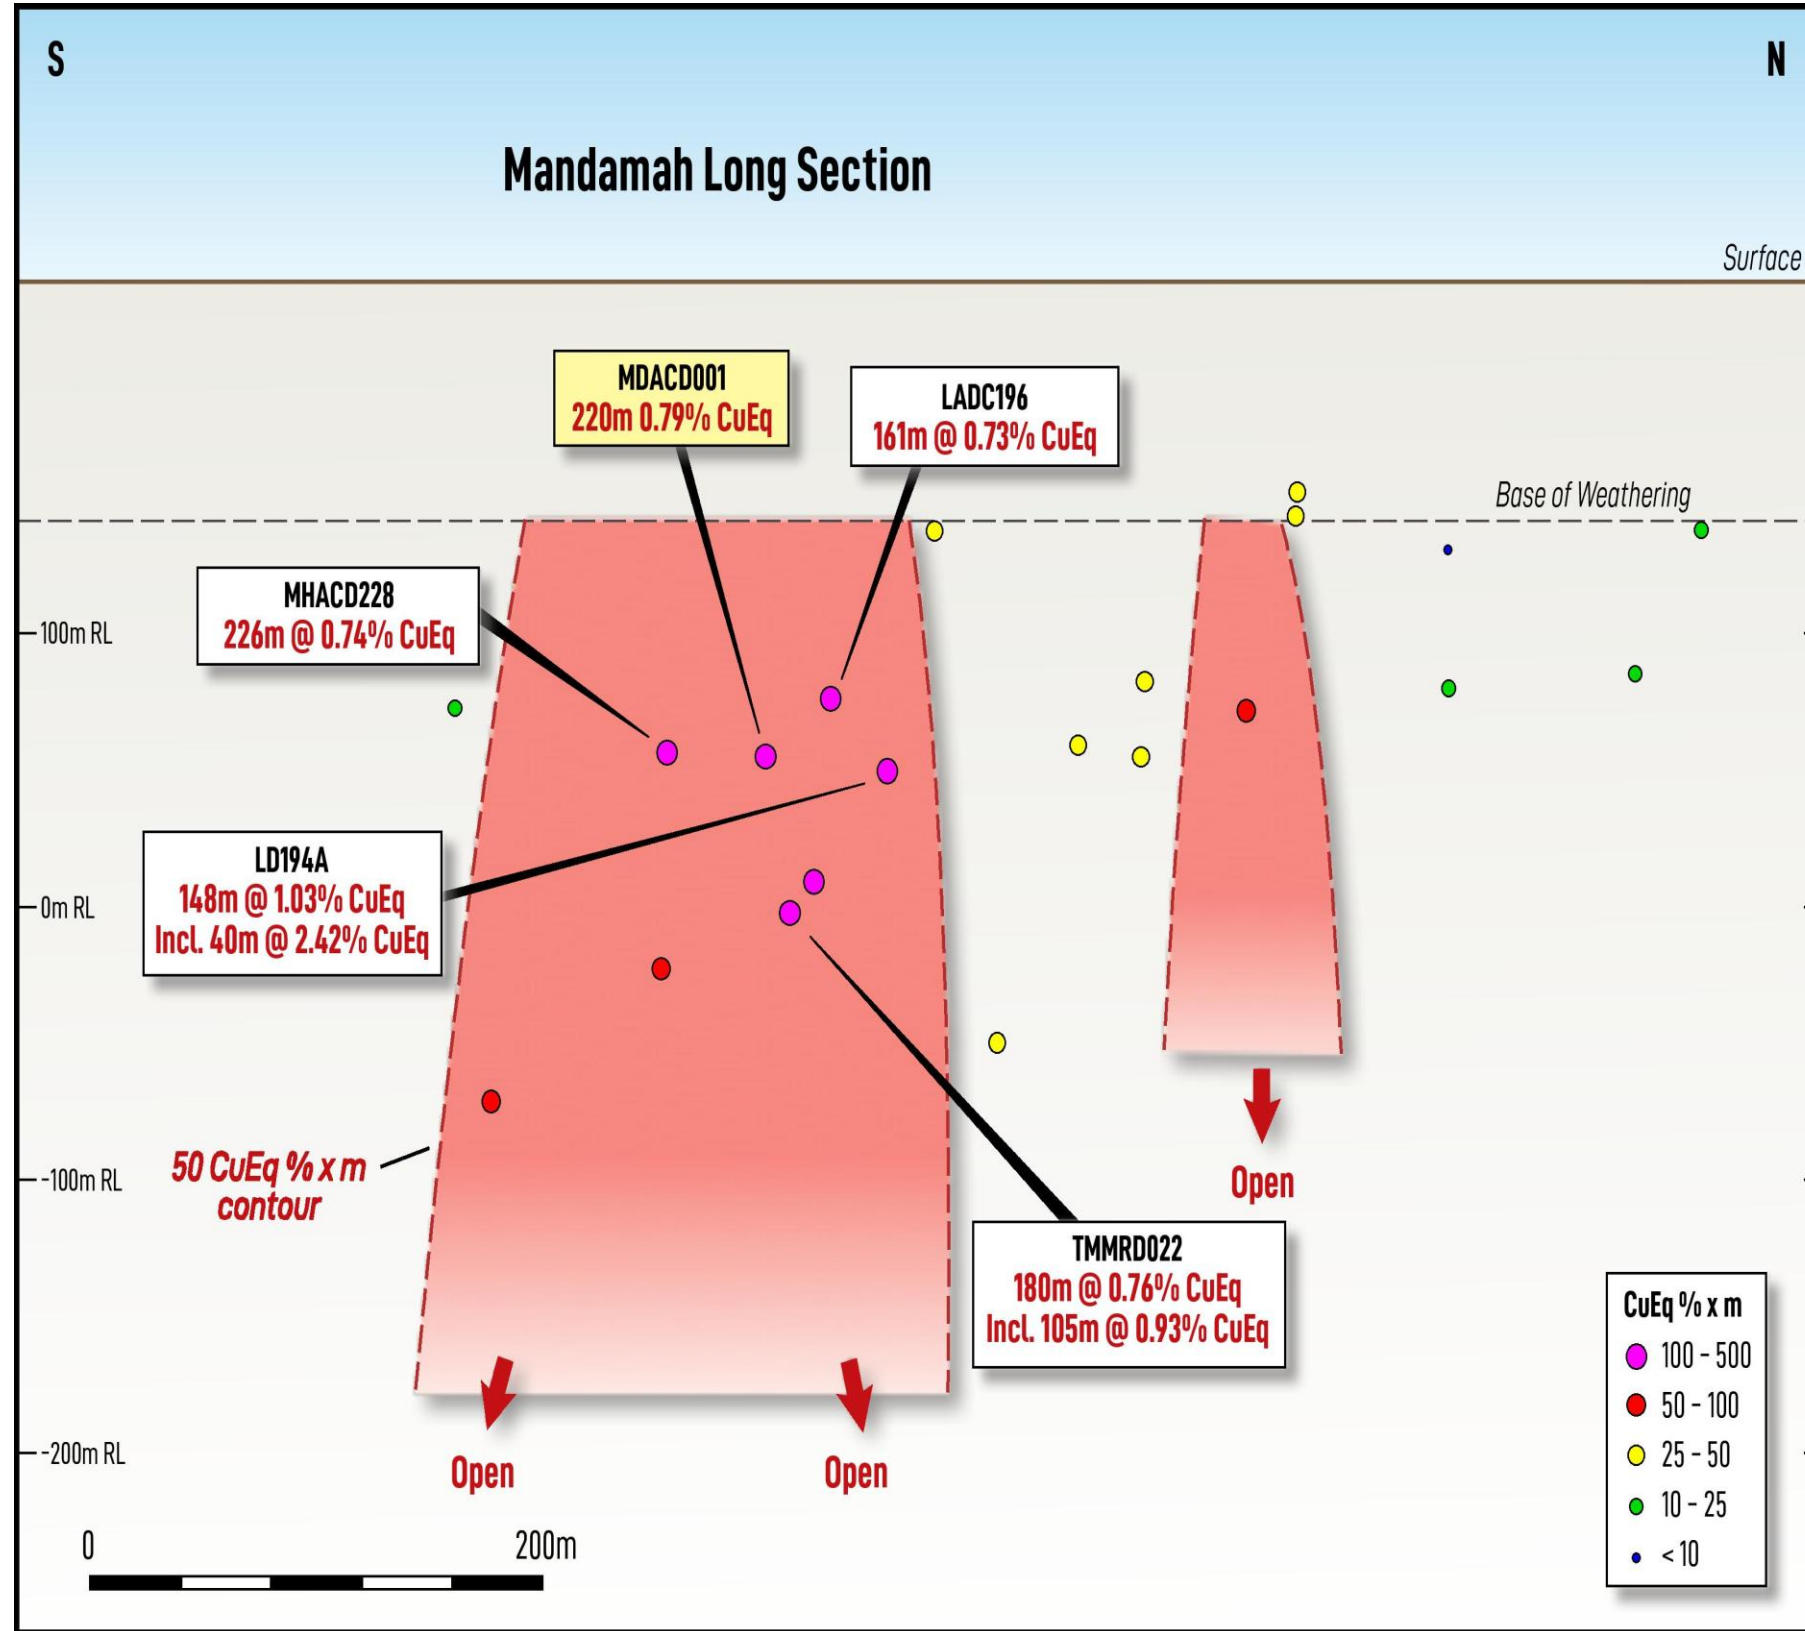 S
N
Mandamah Long Section
Surface
MDACD001
220m 0.79% CuEq
LADC196
161m @ 0.73% CuEq
Base of Weathering
MHACD228
226m @ 0.74% CuEq
100m RL
LD194A
148m @ 1.03% CuEq
Incl. 40m @ 2.42% CuEq
0m RL
50 CuEq % x m
contour
-100m RL
Open
TMMRD022
180m @ 0.76% CuEq
Incl. 105m @ 0.93% CuEq
CuEq % x m
100 - 500
50 - 100
25 - 50
10 - 25
< 10
-200m RL
Open
Open
0
200m